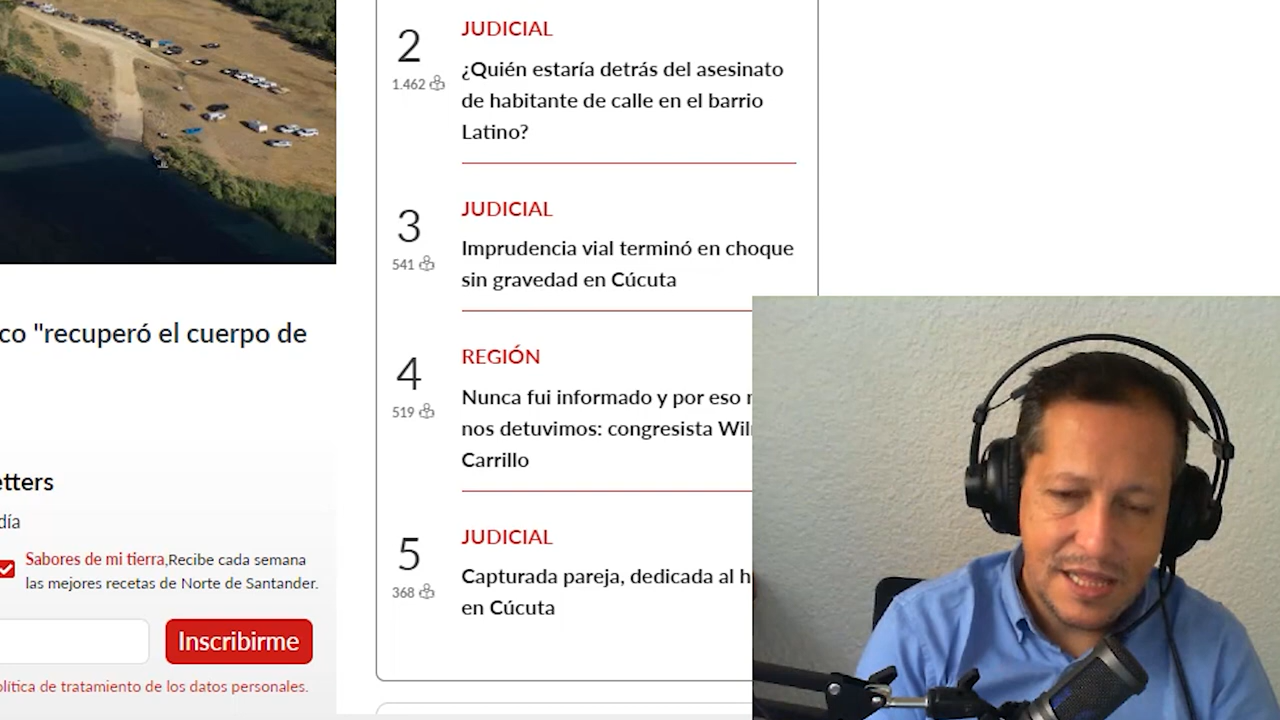 co "recuperó el cuerpo de
etters
día
Sabores de mi tierra,Recibe cada semana
las mejores recetas de Norte de Santander.
Inscribirme
política de tratamiento de los datos personales.
2
1.462
JUDICIAL
¿Quién estaría detrás del asesinato
de habitante de calle en el barrio
Latino?
3
541
JUDICIAL
Imprudencia vial terminó en choque
sin gravedad en Cúcuta
4
519
REGIÓN
Nunca fui informado y por eso
nos detuvimos: congresista
Carrillo
5
368
JUDICIAL
Capturada pareja, dedicada al
en Cúcuta